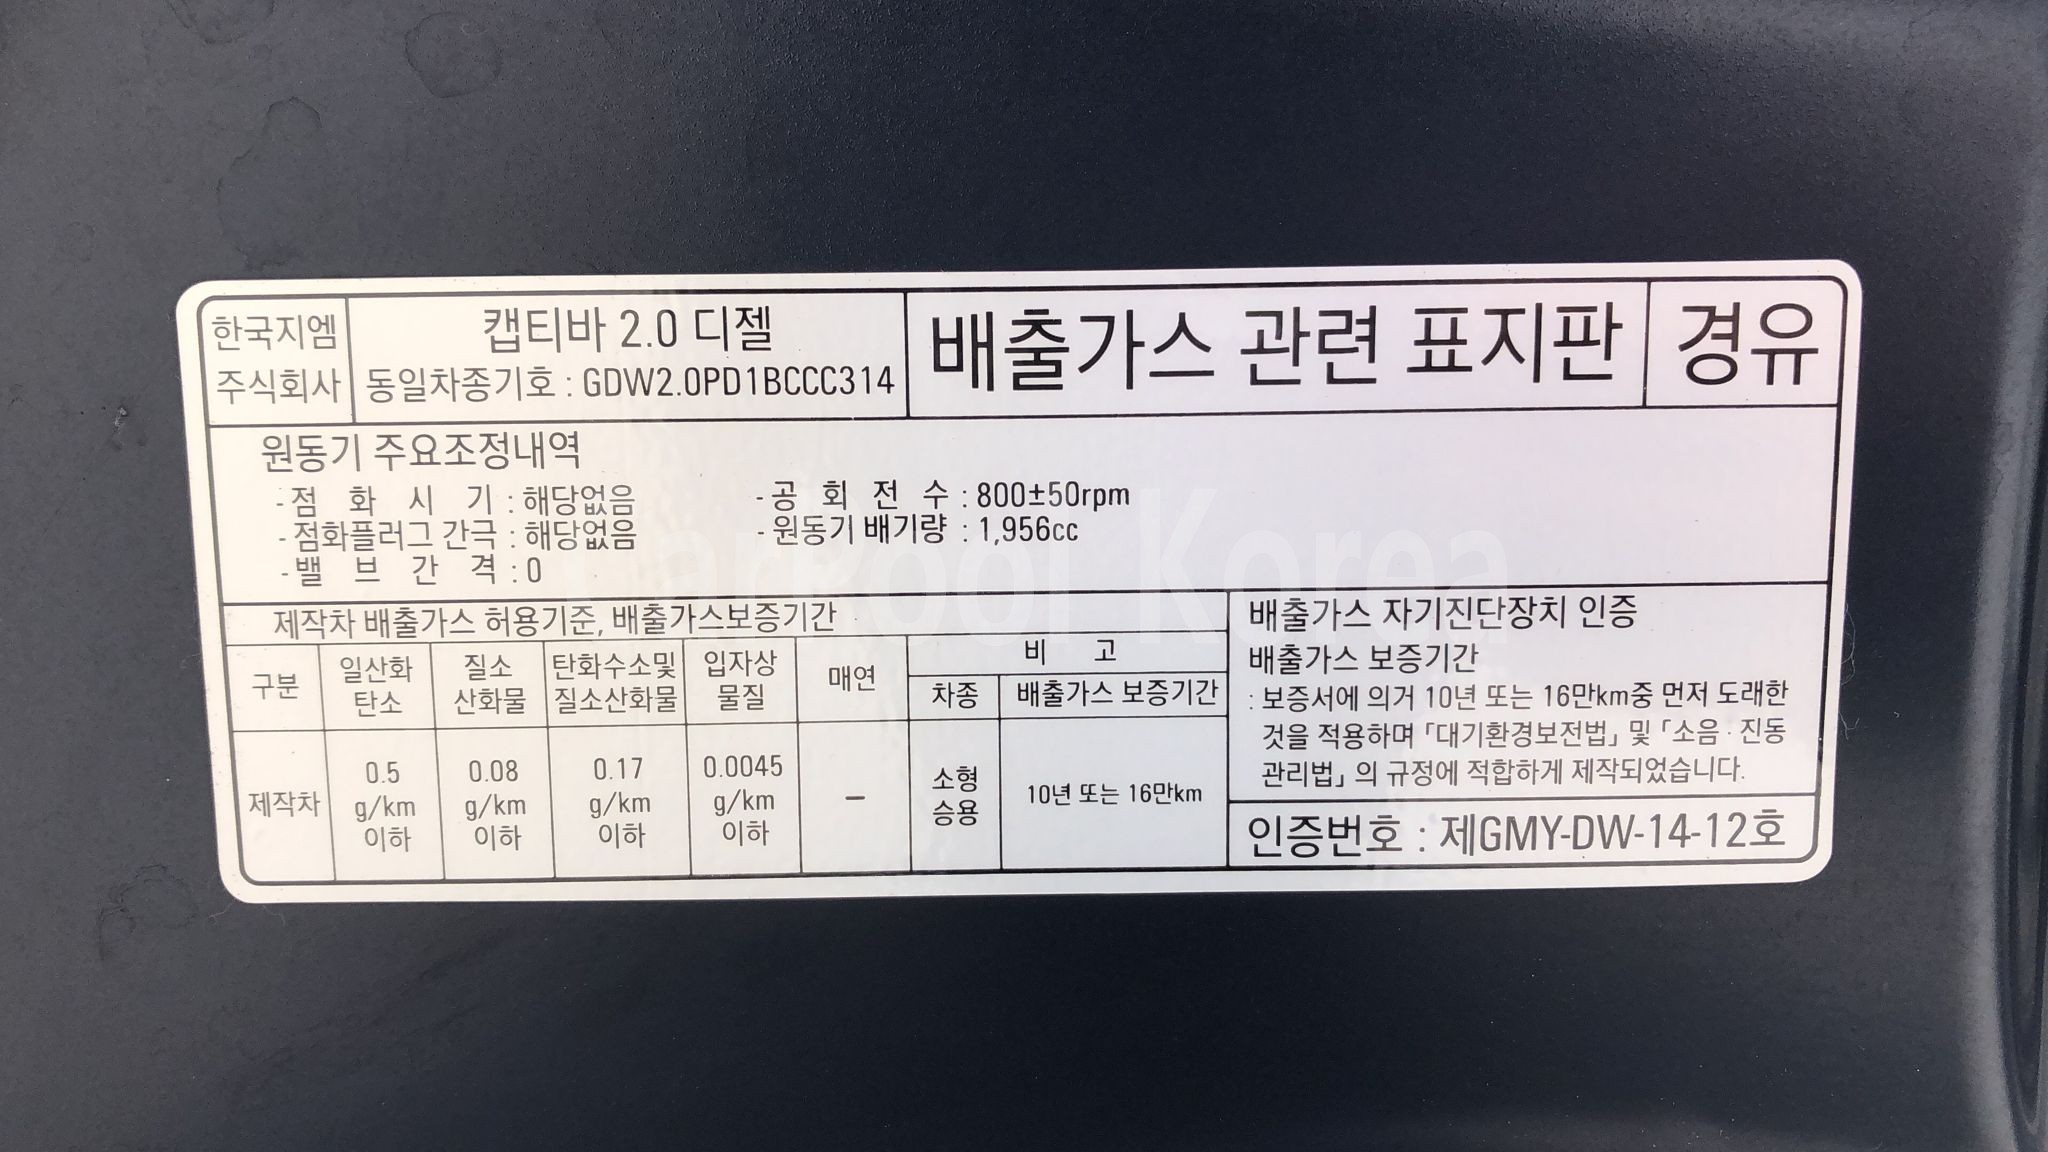 한국지엠
주식회사
캡티바 2.0 디젤
동일차종기호 : GDW2.0PD1BCCC314
배출가스 관련 표지판
경유
원동기 주요조정내역
- 점 화 시 기 : 해당없음
- 점화플러그 간극 : 해당없음
- 밸 브 간 격 : 0
- 공 회 전 수 : 800±50rpm
- 원동기 배기량 : 1,956cc
제작차 배출가스 허용기준, 배출가스보증기간
구분
일산화
탄소
질소
산화물
탄화수소및
질소산화물
입자상
물질
매연
비 고
차종
배출가스 보증기간
제작차
0.5
g/km
이하
0.08
g/km
이하
0.17
g/km
이하
0.0045
g/km
이하
–
소형
승용
10년 또는 16만km
배출가스 자기진단장치 인증
배출가스 보증기간
: 보증서에 의거 10년 또는 16만km중 먼저 도래한
것을 적용하며 「대기환경보전법」 및 「소음 · 진동
관리법」 의 규정에 적합하게 제작되었습니다.
인증번호 : 제GMY-DW-14-12호
Korea